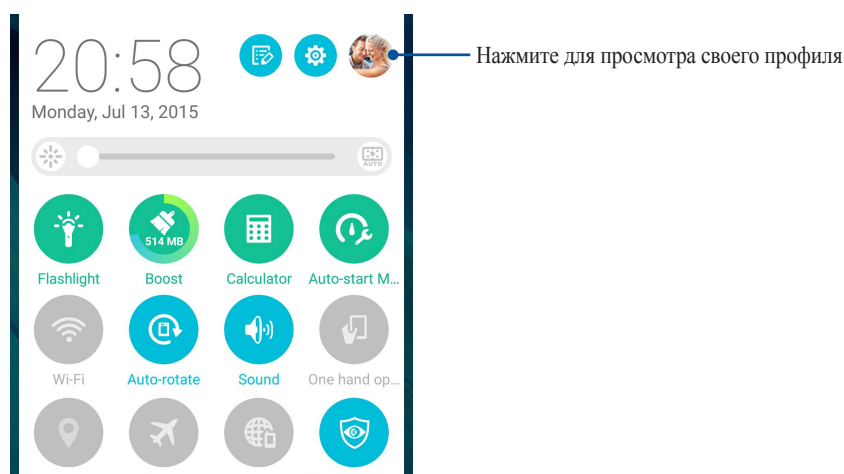 20:58
Нажмите для просмотра своего профиля
Monday, Jul 13, 2015
AUTO
514 MB
Flashlight Boost Calculator Auto-start M...
Wi-Fi Auto-rotate Sound One hand op...